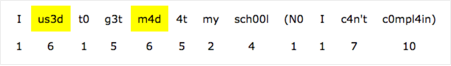 I us3d t0 g3t m4d 4t my sch00l (N0 I c4n't c0mpl4in)
1 6 1 5 6 5 2 4 1 1 7 10